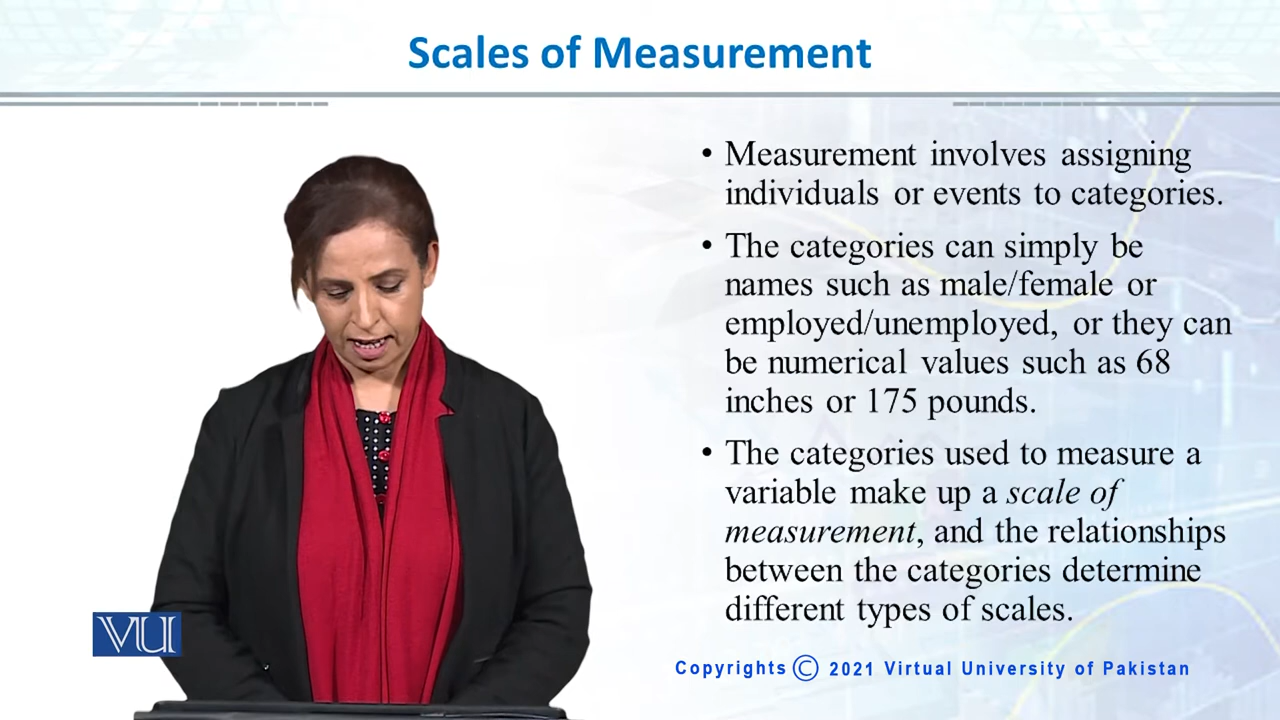 Scales of Measurement
• Measurement involves assigning
individuals or events to categories.
• The categories can simply be
names such as male/female or
employed/unemployed, or they can
be numerical values such as 68
inches or 175 pounds.
• The categories used to measure a
variable make up a scale of
measurement, and the relationships
between the categories determine
different types of scales.
VU
Copyrights © 2021 Virtual University of Pakistan